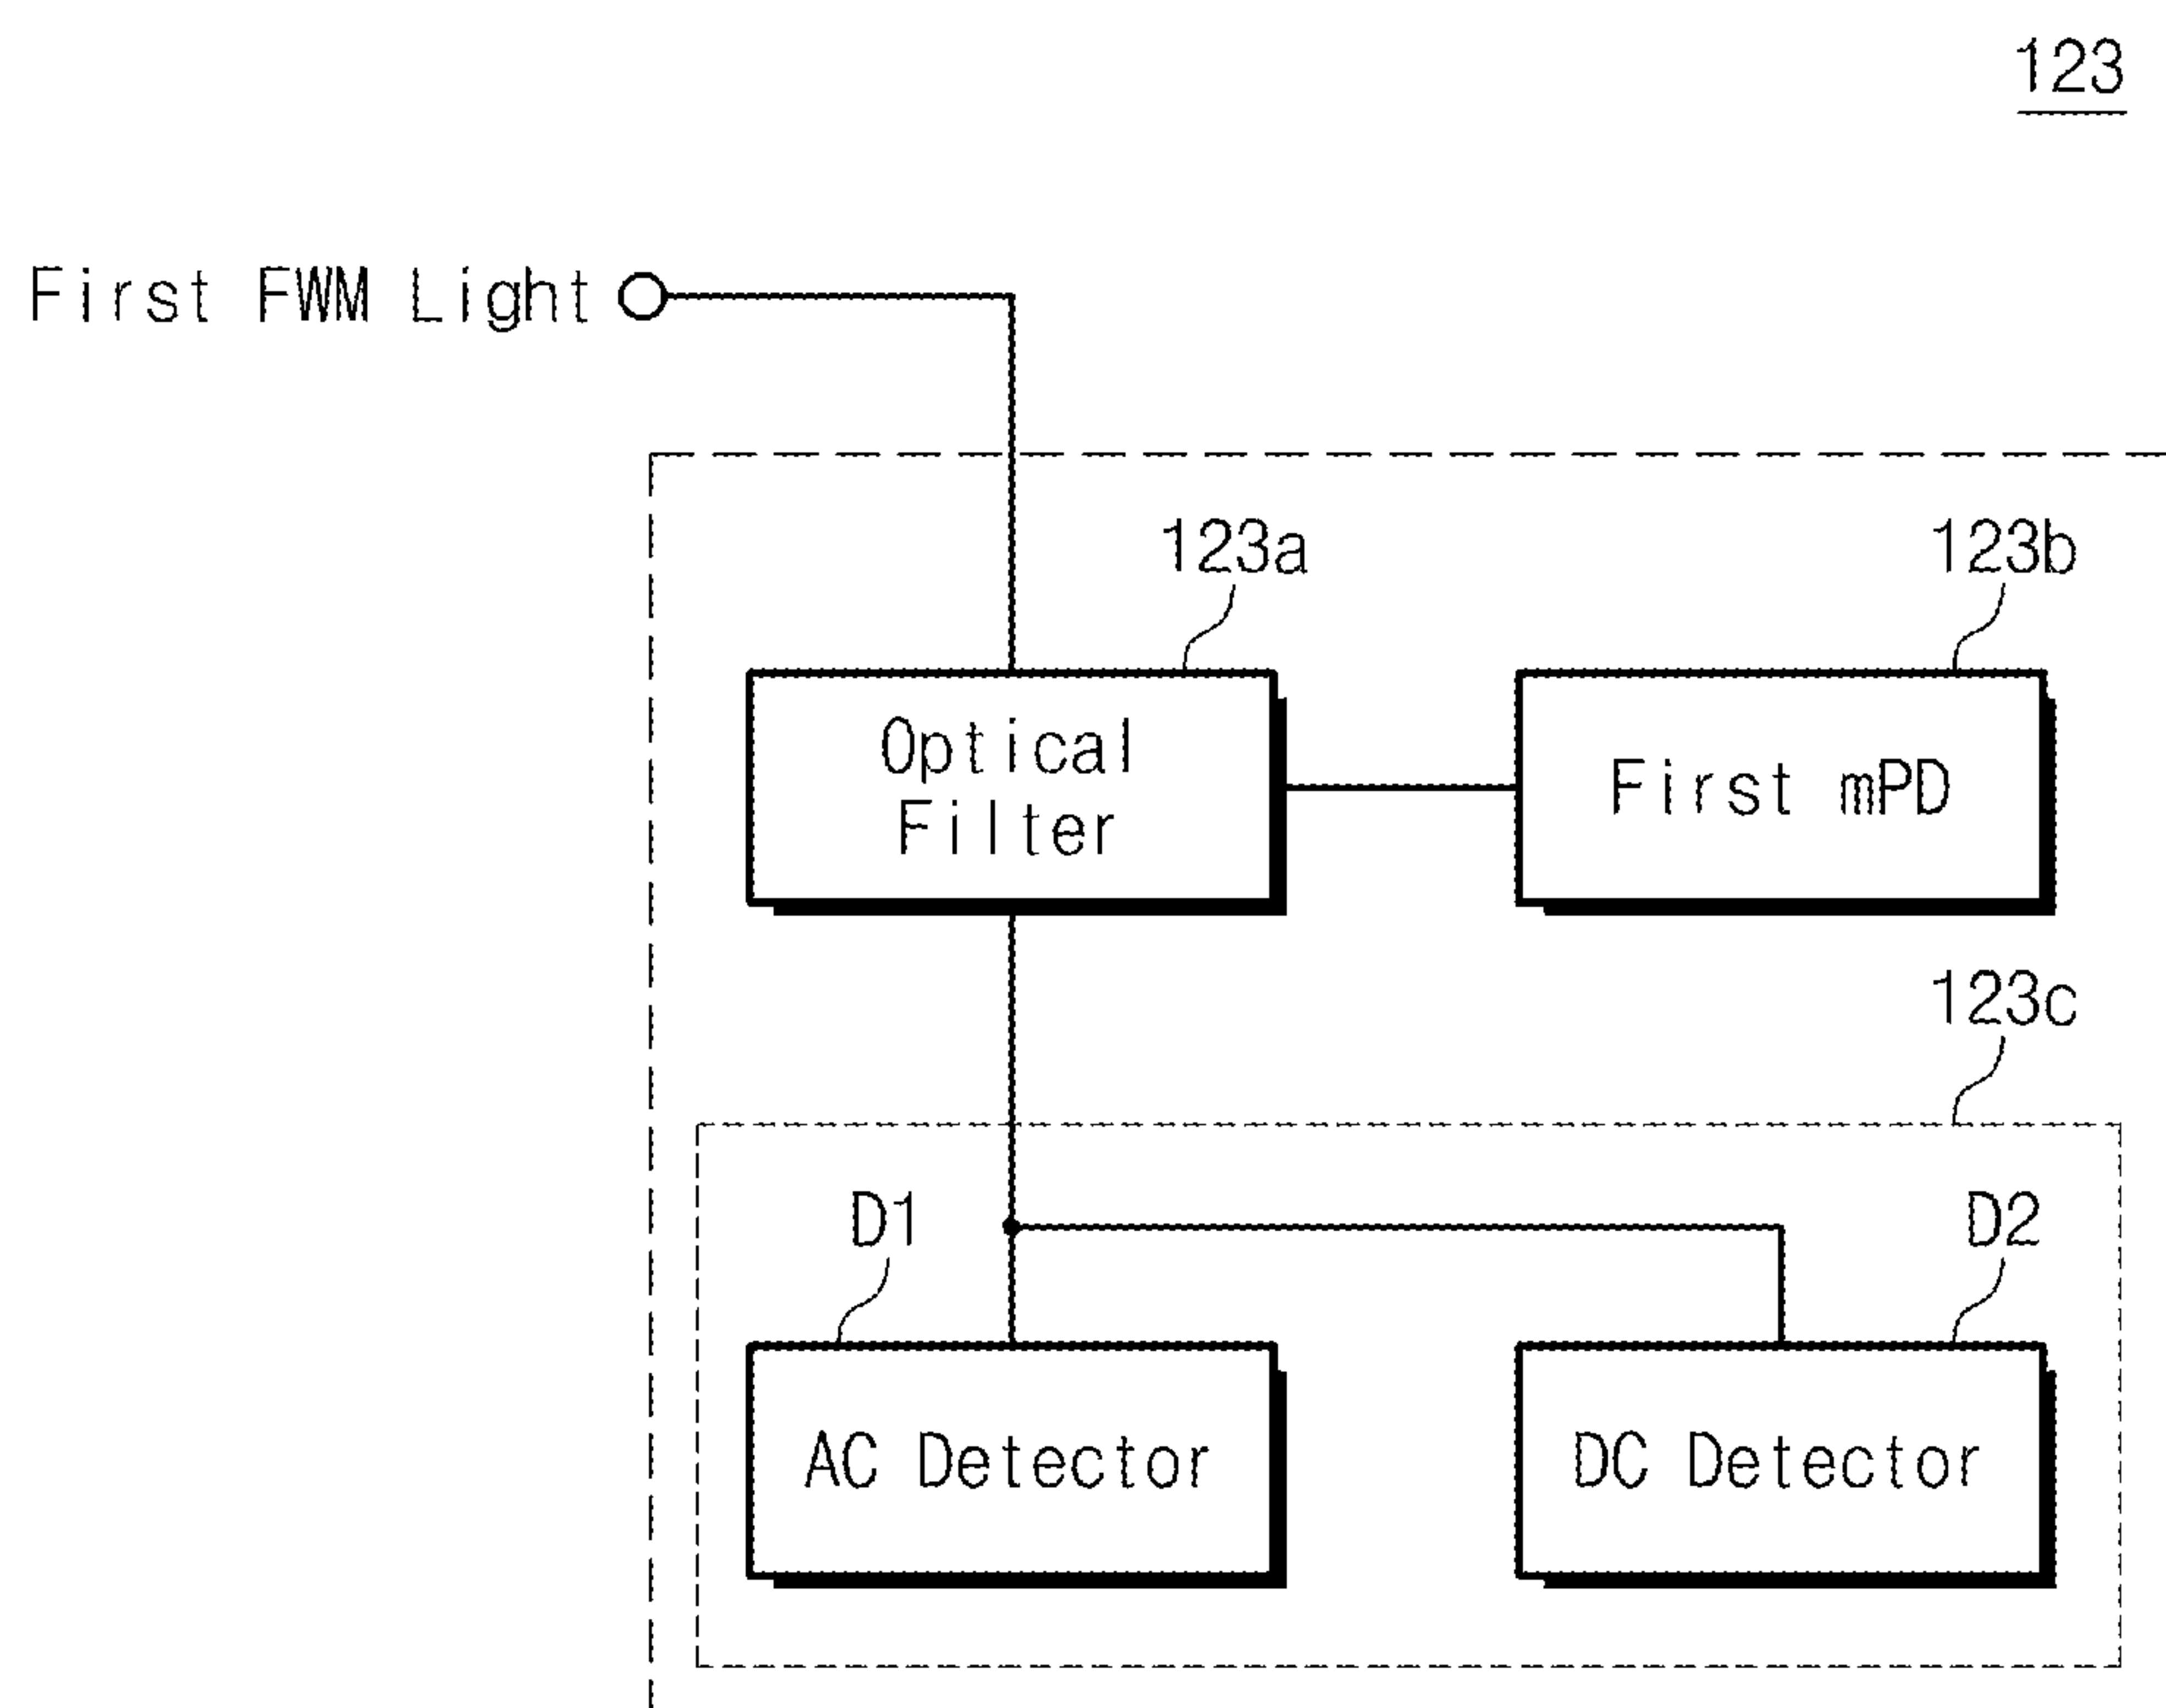 123
First FWM Light
123a
123b
Optical
Filter
First mPD
123c
D1
D2
AC Detector
DC Detector